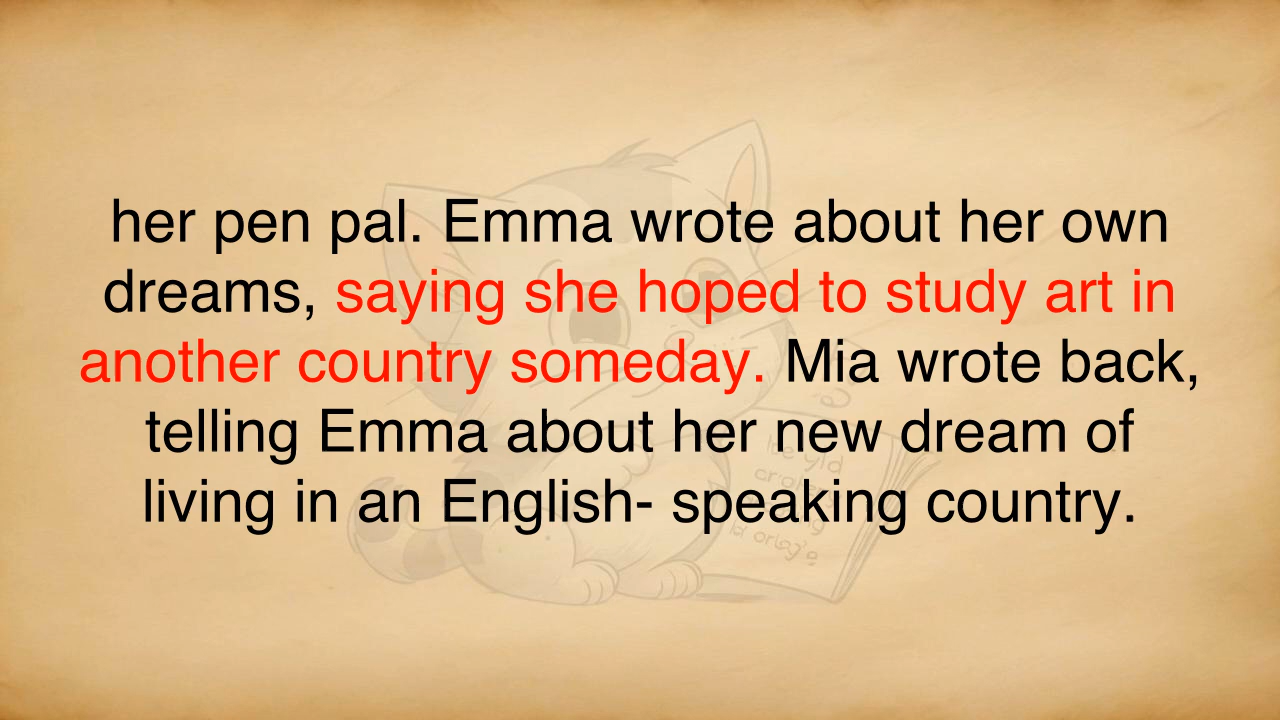 her pen pal. Emma wrote about her own
dreams, saying she hoped to study art in
another country someday. Mia wrote back,
telling Emma about her new dream of
living in an English- speaking country.